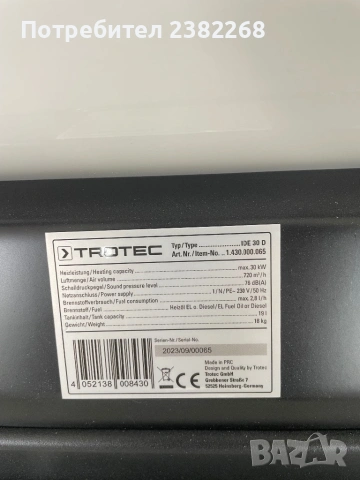 Потребител 2382268
TROTEC
Typ/Type IDE 30 D
Art.Nr./Item-No. 1.430.000.065
Heizleistung/Heating capacity max. 30 kW
Luftmenge/Air volume 720 m³/h
Schalldruckpegel/Sound pressure level 76 dB(A)
Netzanschluss/Power supply 1/N/PE~ 230 V/50 Hz
Brennstoffverbrauch/Fuel consumption max. 2,8 l/h
Brennstoff/Fuel Heizöl EL o. Diesel/EL Fuel Oil or Diesel
Tankinhalt/Tank capacity 19 l
Gewicht/Weight 18 kg
Serien-Nr./Serial-No.
2023/09/00065
4 052138 008430
Made in PRC
Design and Quality by Trotec
Trotec GmbH
Grebbener Straße 7
52525 Heinsberg-Germany
BAZAR